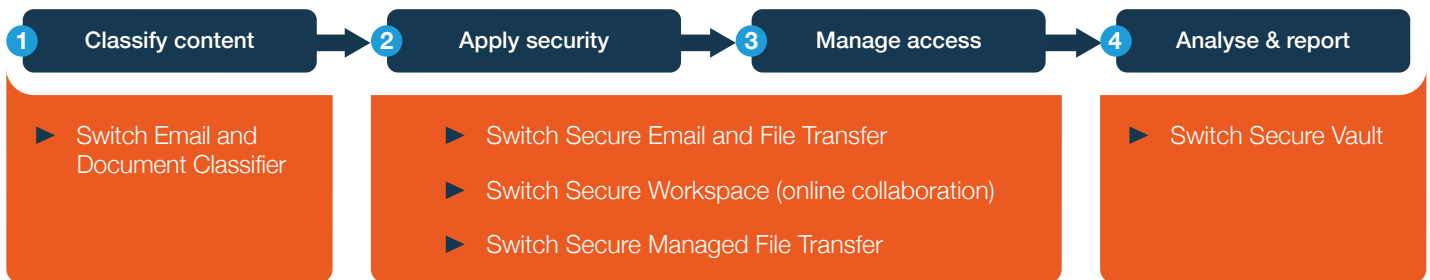 1 Classify content
2 Apply security
3 Manage access
4 Analyse & report
► Switch Email and
Document Classifier
► Switch Secure Email and File Transfer
► Switch Secure Workspace (online collaboration)
► Switch Secure Managed File Transfer
► Switch Secure Vault